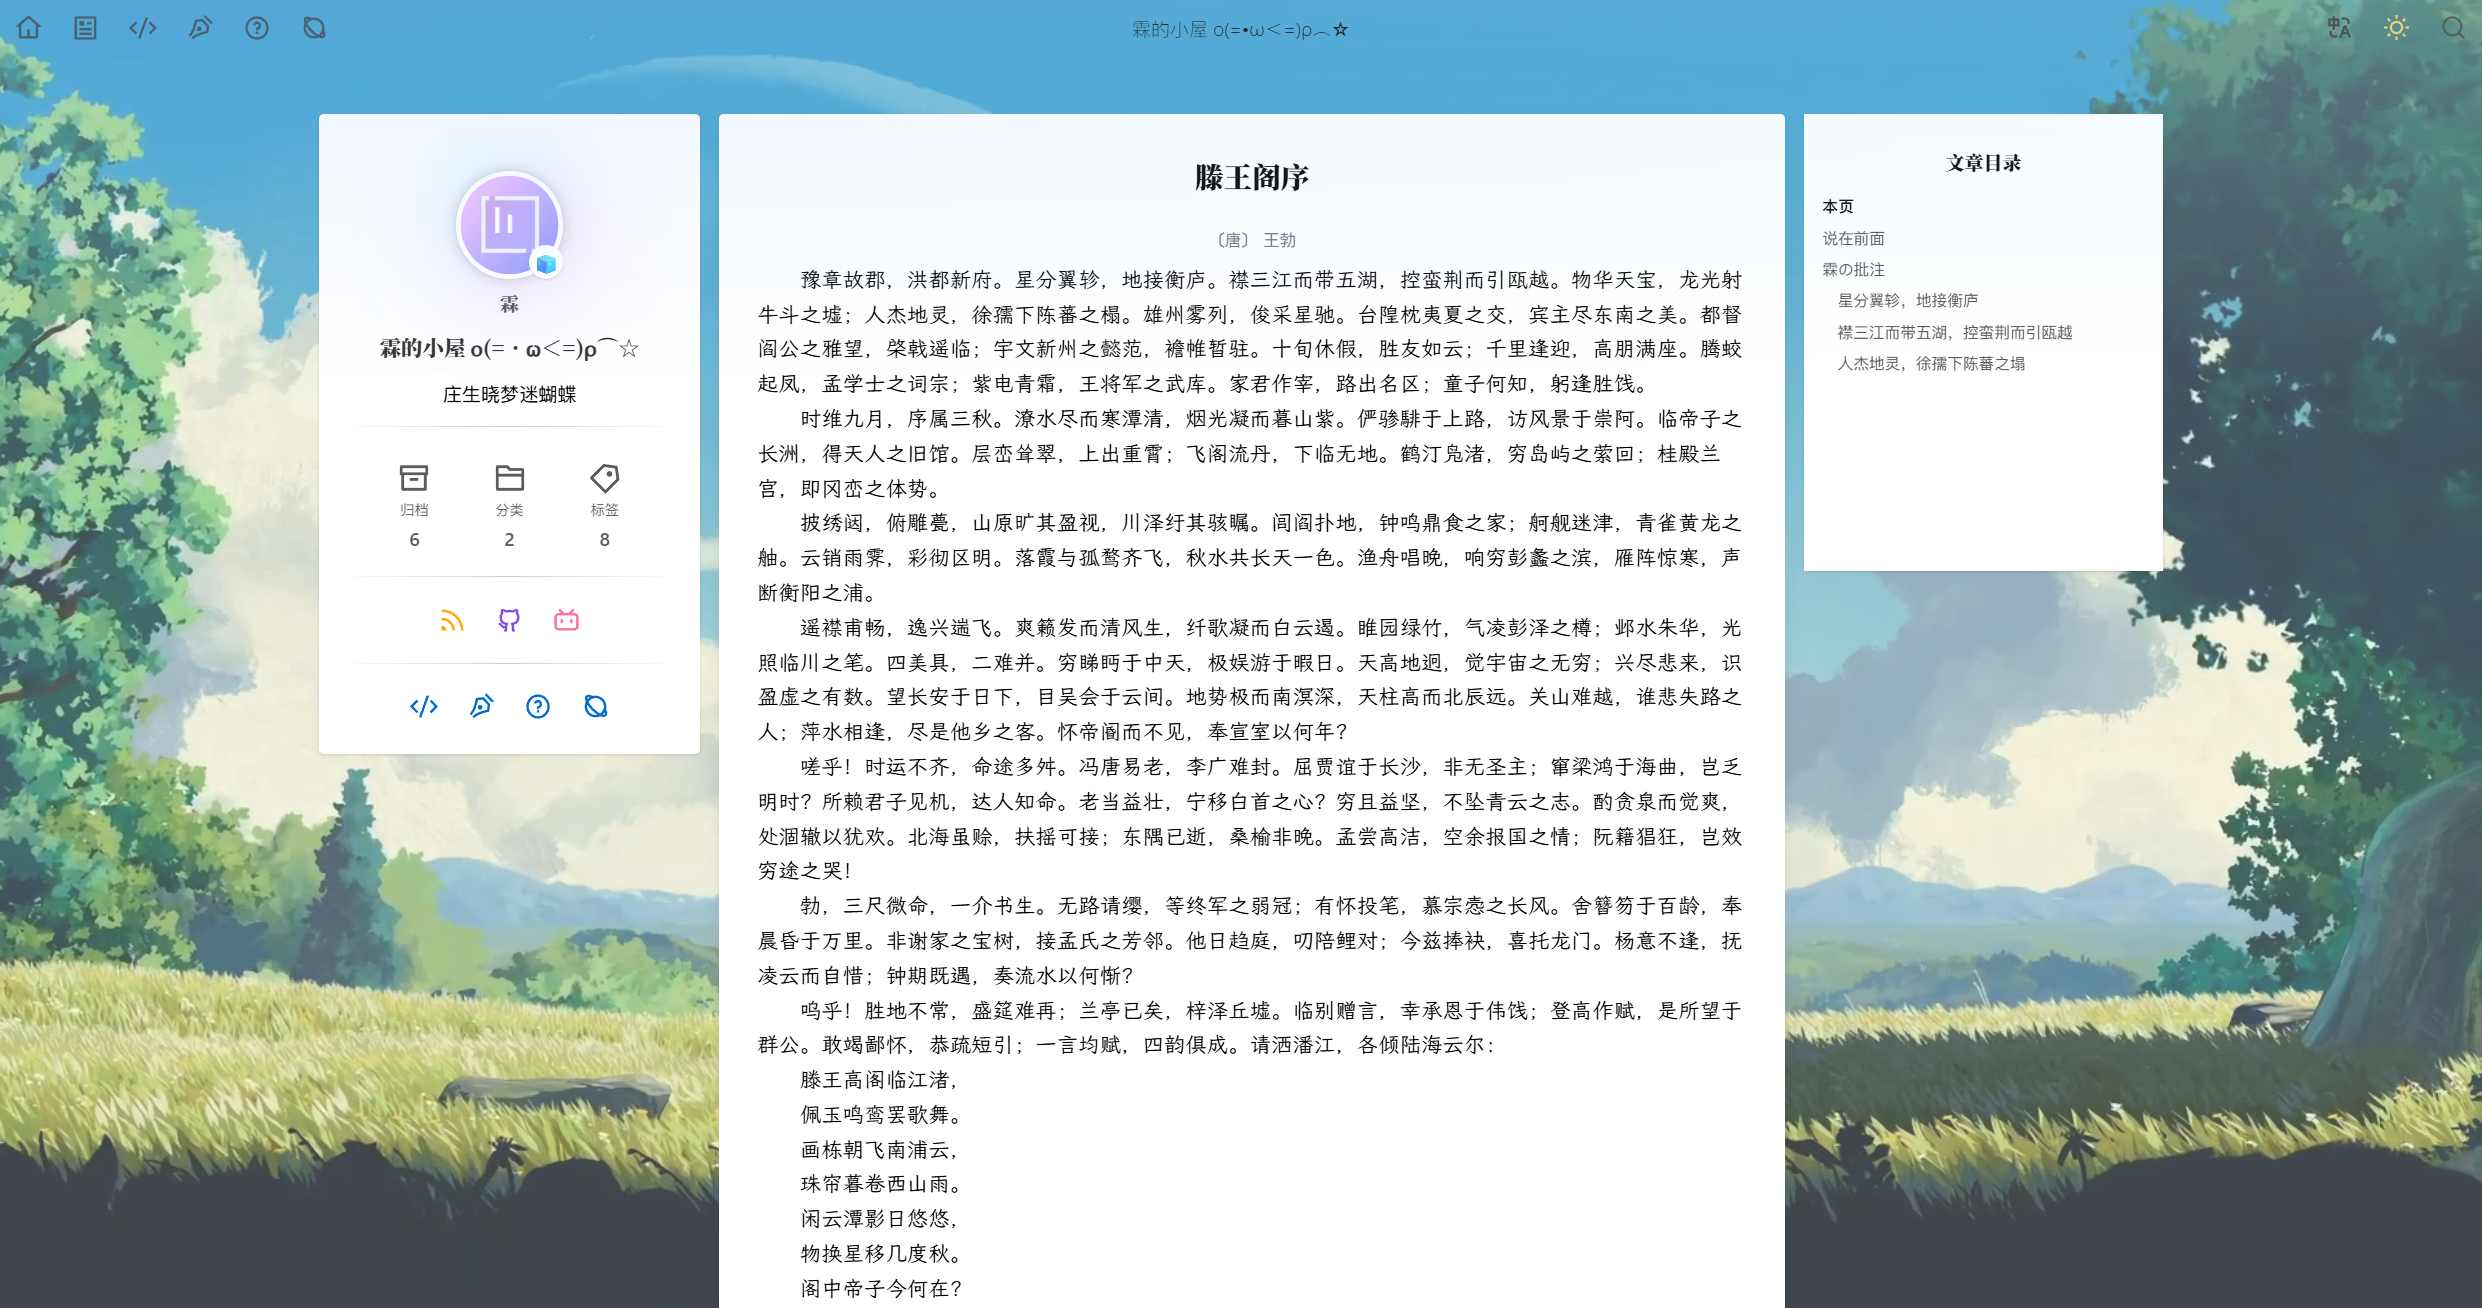 霖的小屋 o(=•ω＜=)ρ⌒☆
霖
霖的小屋 o(=・ω＜=)ρ⌒☆
庄生晓梦迷蝴蝶
归档
6
分类
2
标签
8
滕王阁序
〔唐〕 王勃
豫章故郡，洪都新府。星分翼轸，地接衡庐。襟三江而带五湖，控蛮荆而引瓯越。物华天宝，龙光射
牛斗之墟；人杰地灵，徐孺下陈蕃之榻。雄州雾列，俊采星驰。台隍枕夷夏之交，宾主尽东南之美。都督
阎公之雅望，棨戟遥临；宇文新州之懿范，襜帷暂驻。十旬休假，胜友如云；千里逢迎，高朋满座。腾蛟
起凤，孟学士之词宗；紫电青霜，王将军之武库。家君作宰，路出名区；童子何知，躬逢胜饯。
时维九月，序属三秋。潦水尽而寒潭清，烟光凝而暮山紫。俨骖騑于上路，访风景于崇阿。临帝子之
长洲，得天人之旧馆。层峦耸翠，上出重霄；飞阁流丹，下临无地。鹤汀凫渚，穷岛屿之萦回；桂殿兰
宫，即冈峦之体势。
披绣闼，俯雕甍，山原旷其盈视，川泽纡其骇瞩。闾阎扑地，钟鸣鼎食之家；舸舰迷津，青雀黄龙之
舳。云销雨霁，彩彻区明。落霞与孤鹜齐飞，秋水共长天一色。渔舟唱晚，响穷彭蠡之滨，雁阵惊寒，声
断衡阳之浦。
遥襟甫畅，逸兴遄飞。爽籁发而清风生，纤歌凝而白云遏。睢园绿竹，气凌彭泽之樽；邺水朱华，光
照临川之笔。四美具，二难并。穷睇眄于中天，极娱游于暇日。天高地迥，觉宇宙之无穷；兴尽悲来，识
盈虚之有数。望长安于日下，目吴会于云间。地势极而南溟深，天柱高而北辰远。关山难越，谁悲失路之
人；萍水相逢，尽是他乡之客。怀帝阍而不见，奉宣室以何年？
嗟乎！时运不齐，命途多舛。冯唐易老，李广难封。屈贾谊于长沙，非无圣主；窜梁鸿于海曲，岂乏
明时？所赖君子见机，达人知命。老当益壮，宁移白首之心？穷且益坚，不坠青云之志。酌贪泉而觉爽，
处涸辙以犹欢。北海虽赊，扶摇可接；东隅已逝，桑榆非晚。孟尝高洁，空余报国之情；阮籍猖狂，岂效
穷途之哭！
勃，三尺微命，一介书生。无路请缨，等终军之弱冠；有怀投笔，慕宗悫之长风。舍簪笏于百龄，奉
晨昏于万里。非谢家之宝树，接孟氏之芳邻。他日趋庭，叨陪鲤对；今兹捧袂，喜托龙门。杨意不逢，抚
凌云而自惜；钟期既遇，奏流水以何惭？
呜乎！胜地不常，盛筵难再；兰亭已矣，梓泽丘墟。临别赠言，幸承恩于伟饯；登高作赋，是所望于
群公。敢竭鄙怀，恭疏短引；一言均赋，四韵俱成。请洒潘江，各倾陆海云尔：
滕王高阁临江渚，
佩玉鸣鸾罢歌舞。
画栋朝飞南浦云，
珠帘暮卷西山雨。
闲云潭影日悠悠，
物换星移几度秋。
阁中帝子今何在？
文章目录
本页
说在前面
霖の批注
星分翼轸，地接衡庐
襟三江而带五湖，控蛮荆而引瓯越
人杰地灵，徐孺下陈蕃之塌